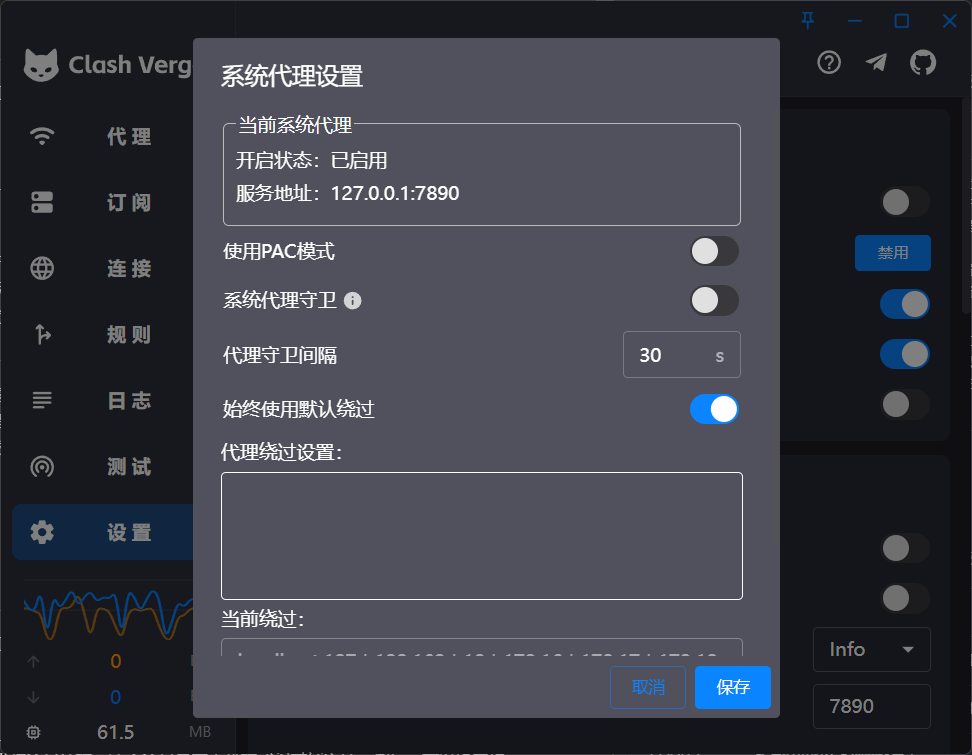 Clash Verg
代理
订阅
连接
规则
日志
测试
设置
0
0
61.5 MB
系统代理设置
当前系统代理
开启状态：已启用
服务地址：127.0.0.1:7890
使用PAC模式
系统代理守卫
代理守卫间隔
30 s
始终使用默认绕过
代理绕过设置：
当前绕过：
取消
保存
禁用
Info
7890